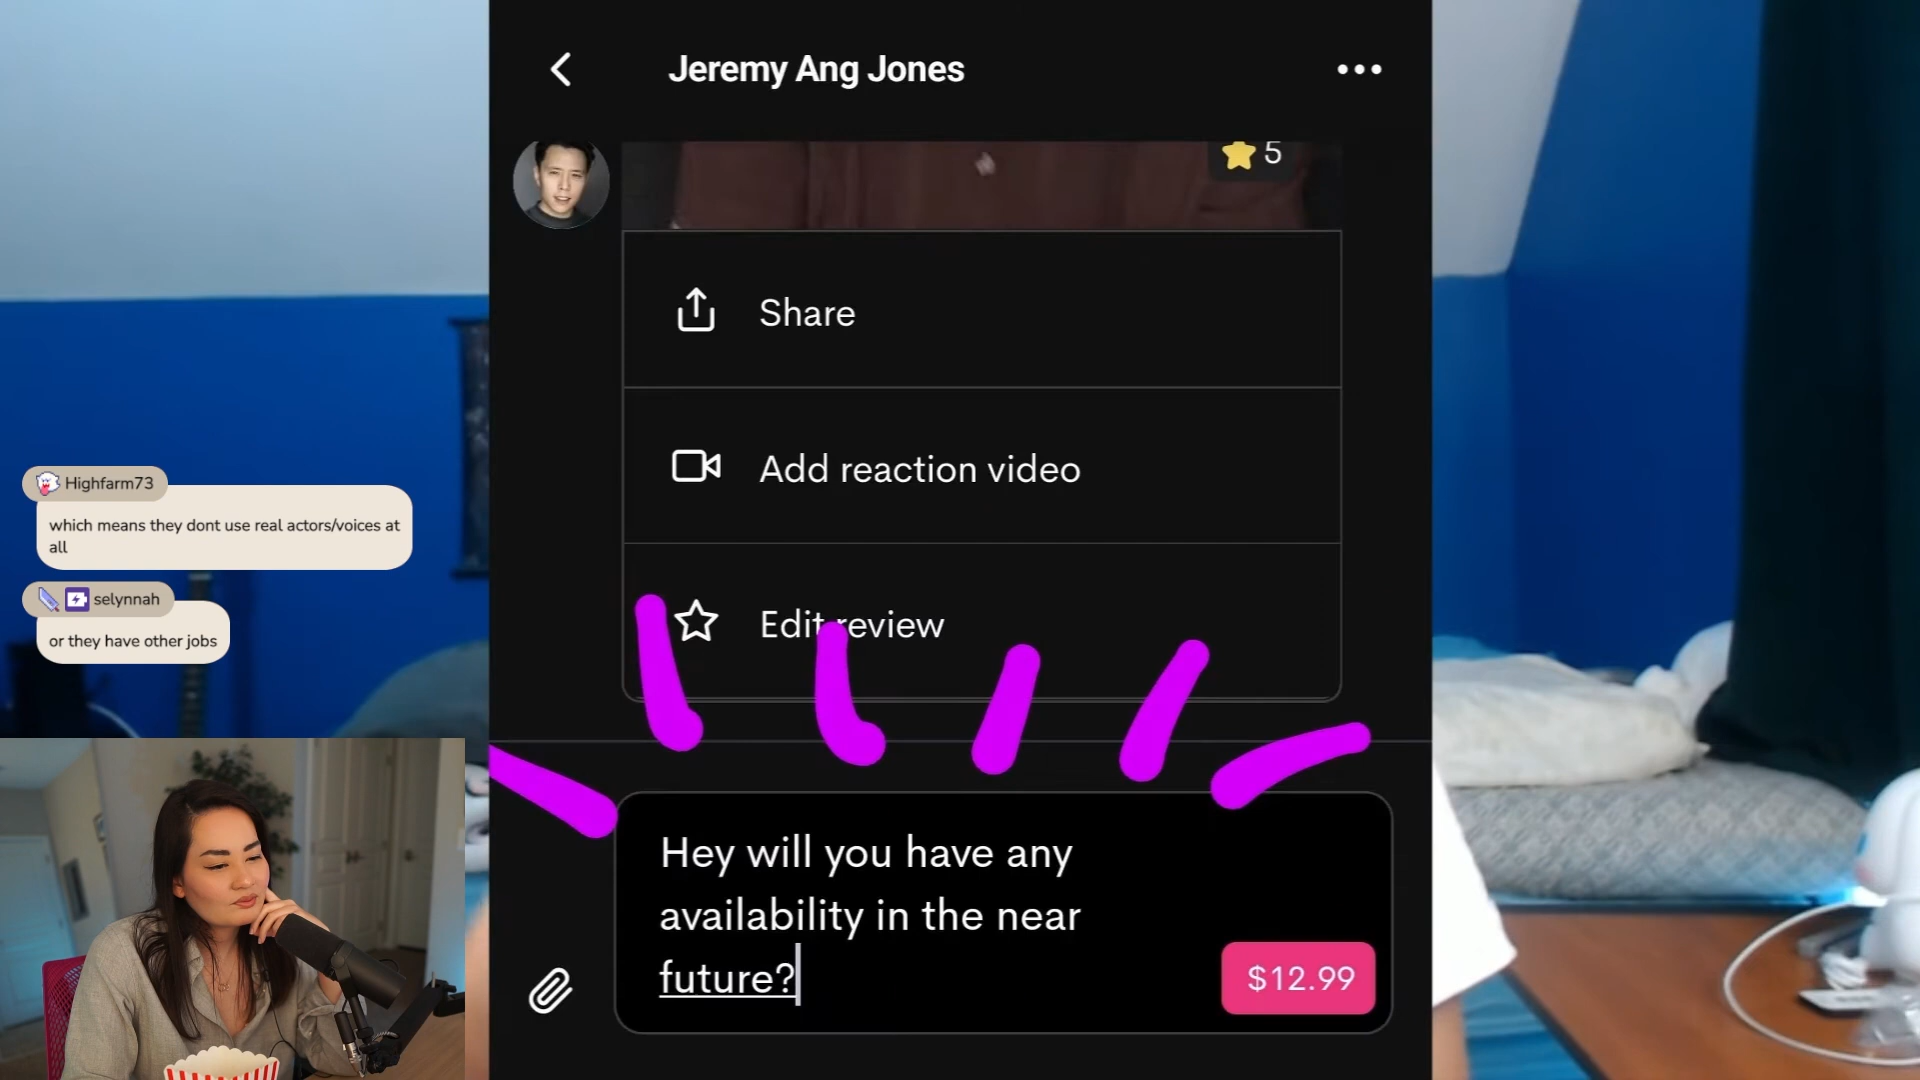 Jeremy Ang Jones
5
Share
Add reaction video
Edit review
Highfarm73
which means they dont use real actors/voices at
all
selynnah
or they have other jobs
Hey will you have any
availability in the near
future?
$12.99